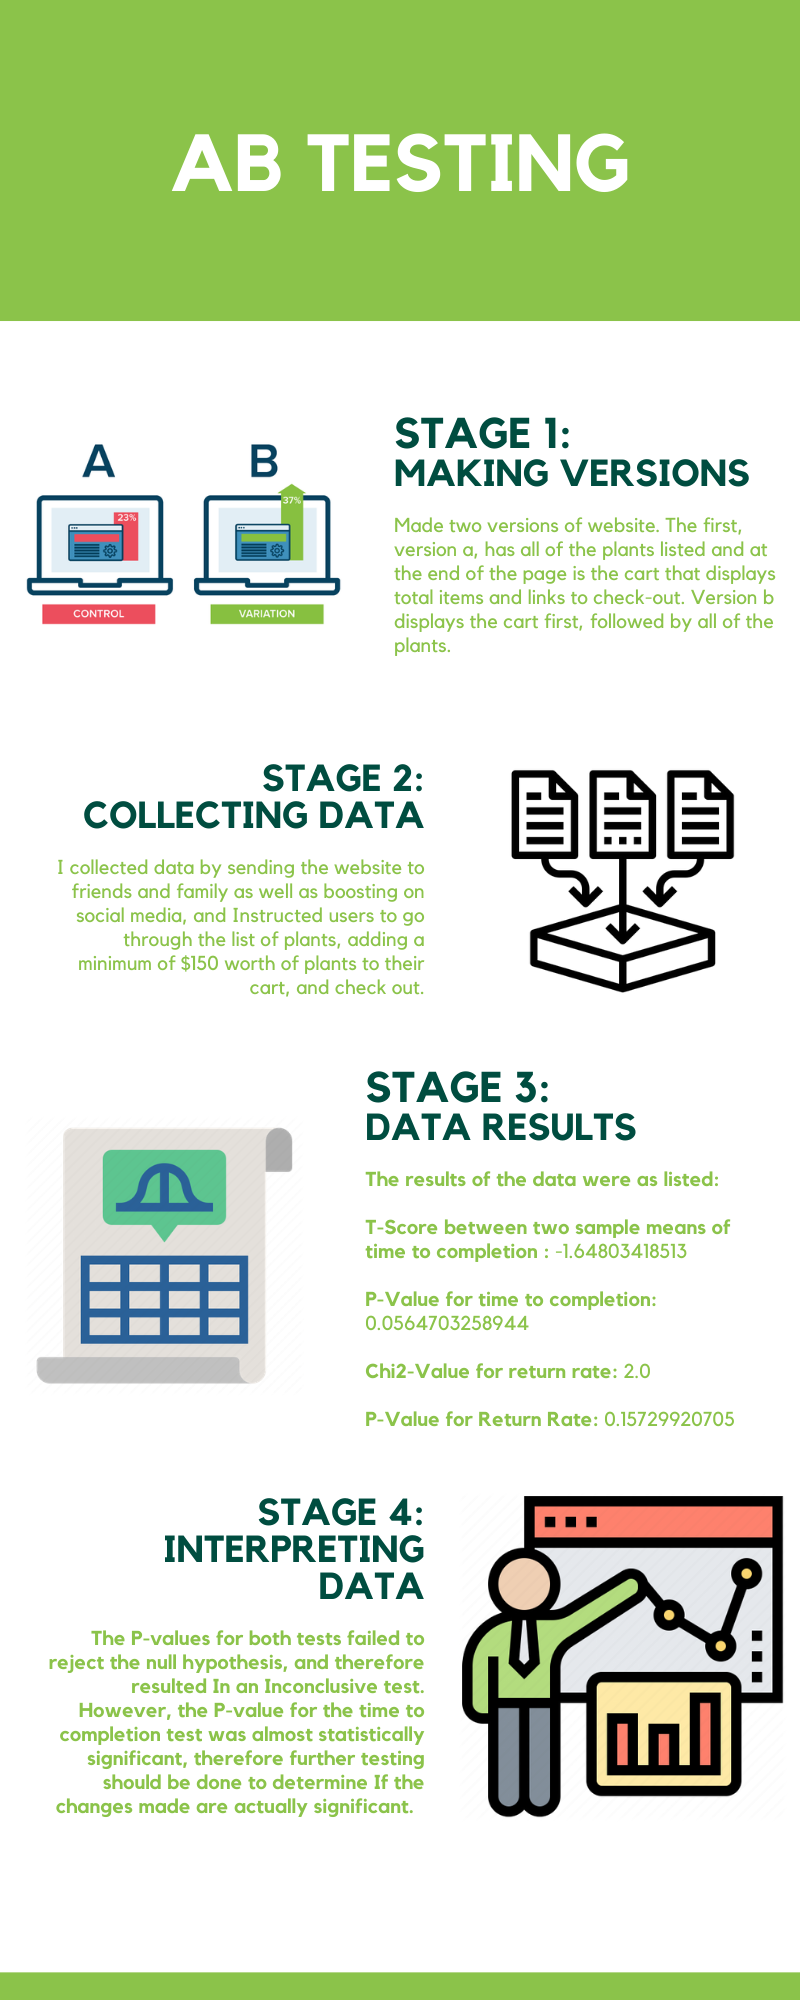 AB TESTING
A
B
23%
37%
CONTROL
VARIATION
STAGE 1:
MAKING VERSIONS
Made two versions of website. The first,
version a, has all of the plants listed and at
the end of the page is the cart that displays
total items and links to check-out. Version b
displays the cart first, followed by all of the
plants.
STAGE 2:
COLLECTING DATA
I collected data by sending the website to
friends and family as well as boosting on
social media, and Instructed users to go
through the list of plants, adding a
minimum of $150 worth of plants to their
cart, and check out.
STAGE 3:
DATA RESULTS
The results of the data were as listed:
T-Score between two sample means of
time to completion : -1.64803418513
P-Value for time to completion:
0.0564703258944
Chi2-Value for return rate: 2.0
P-Value for Return Rate: 0.15729920705
STAGE 4:
INTERPRETING
DATA
The P-values for both tests failed to
reject the null hypothesis, and therefore
resulted In an Inconclusive test.
However, the P-value for the time to
completion test was almost statistically
significant, therefore further testing
should be done to determine If the
changes made are actually significant.